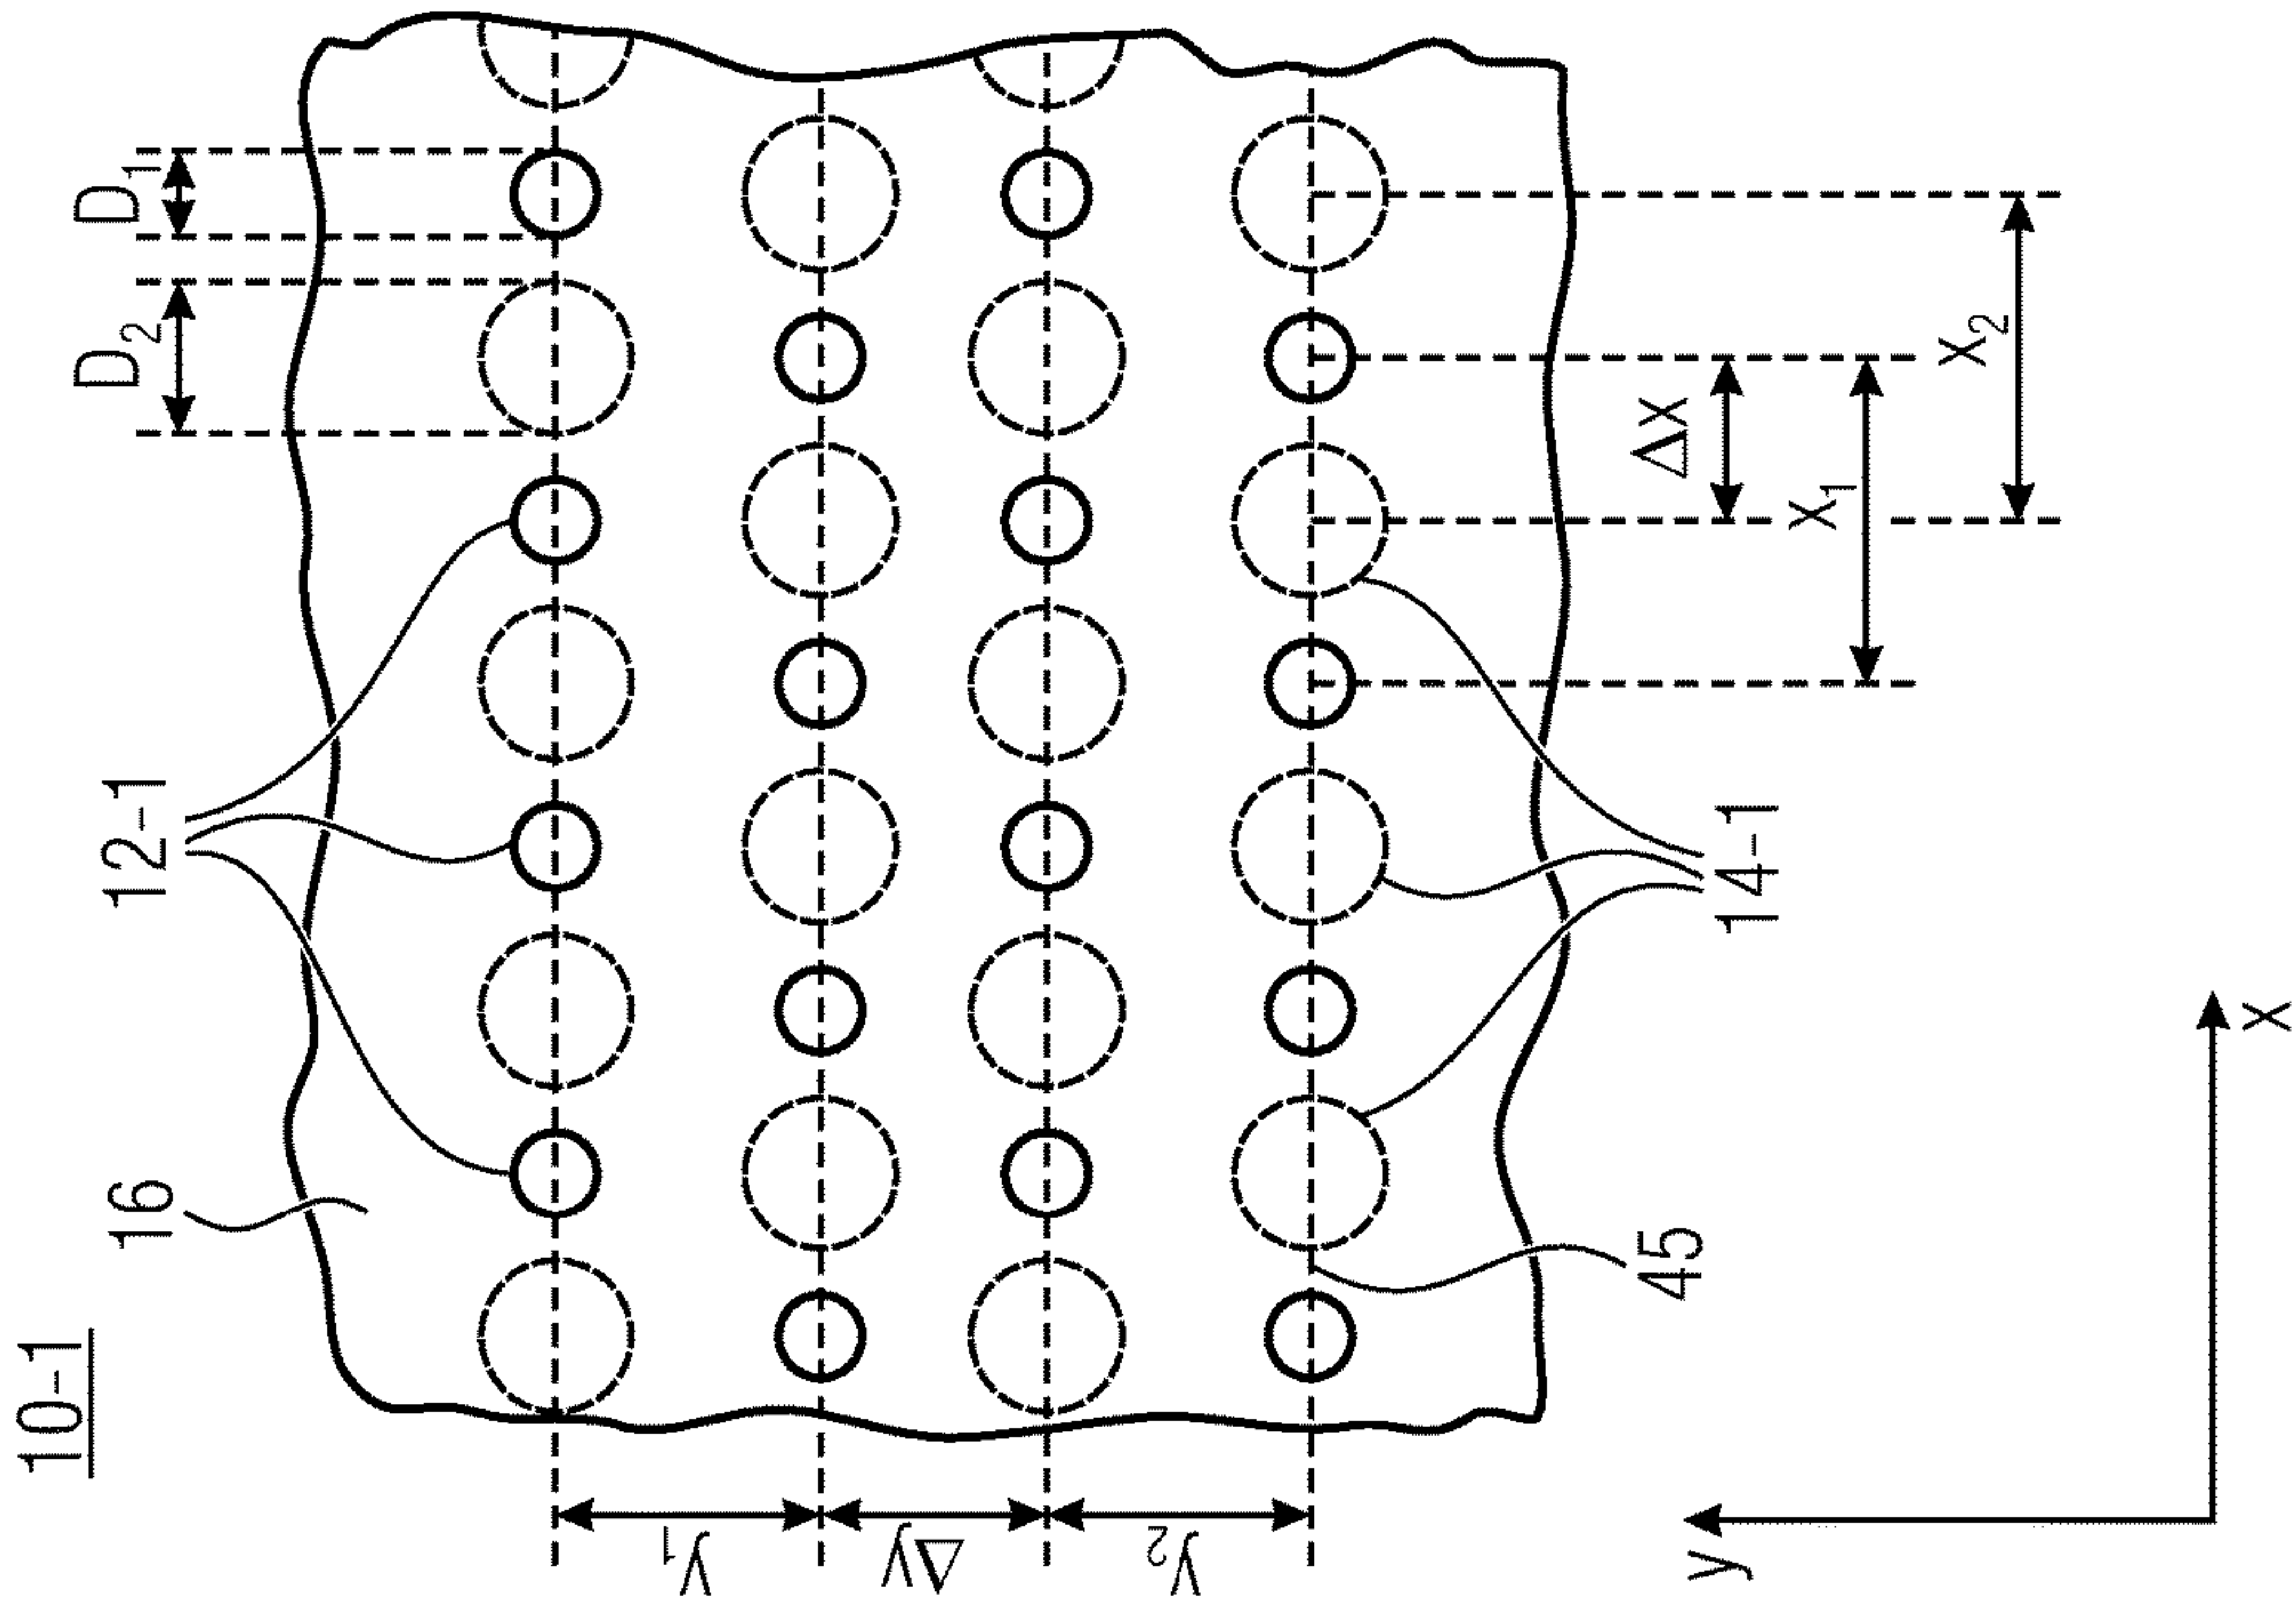 10-1
16
12-1
D₂
D₁
y₁
Δy
y₂
45
14-1
Δx
x₁
x₂
y
x